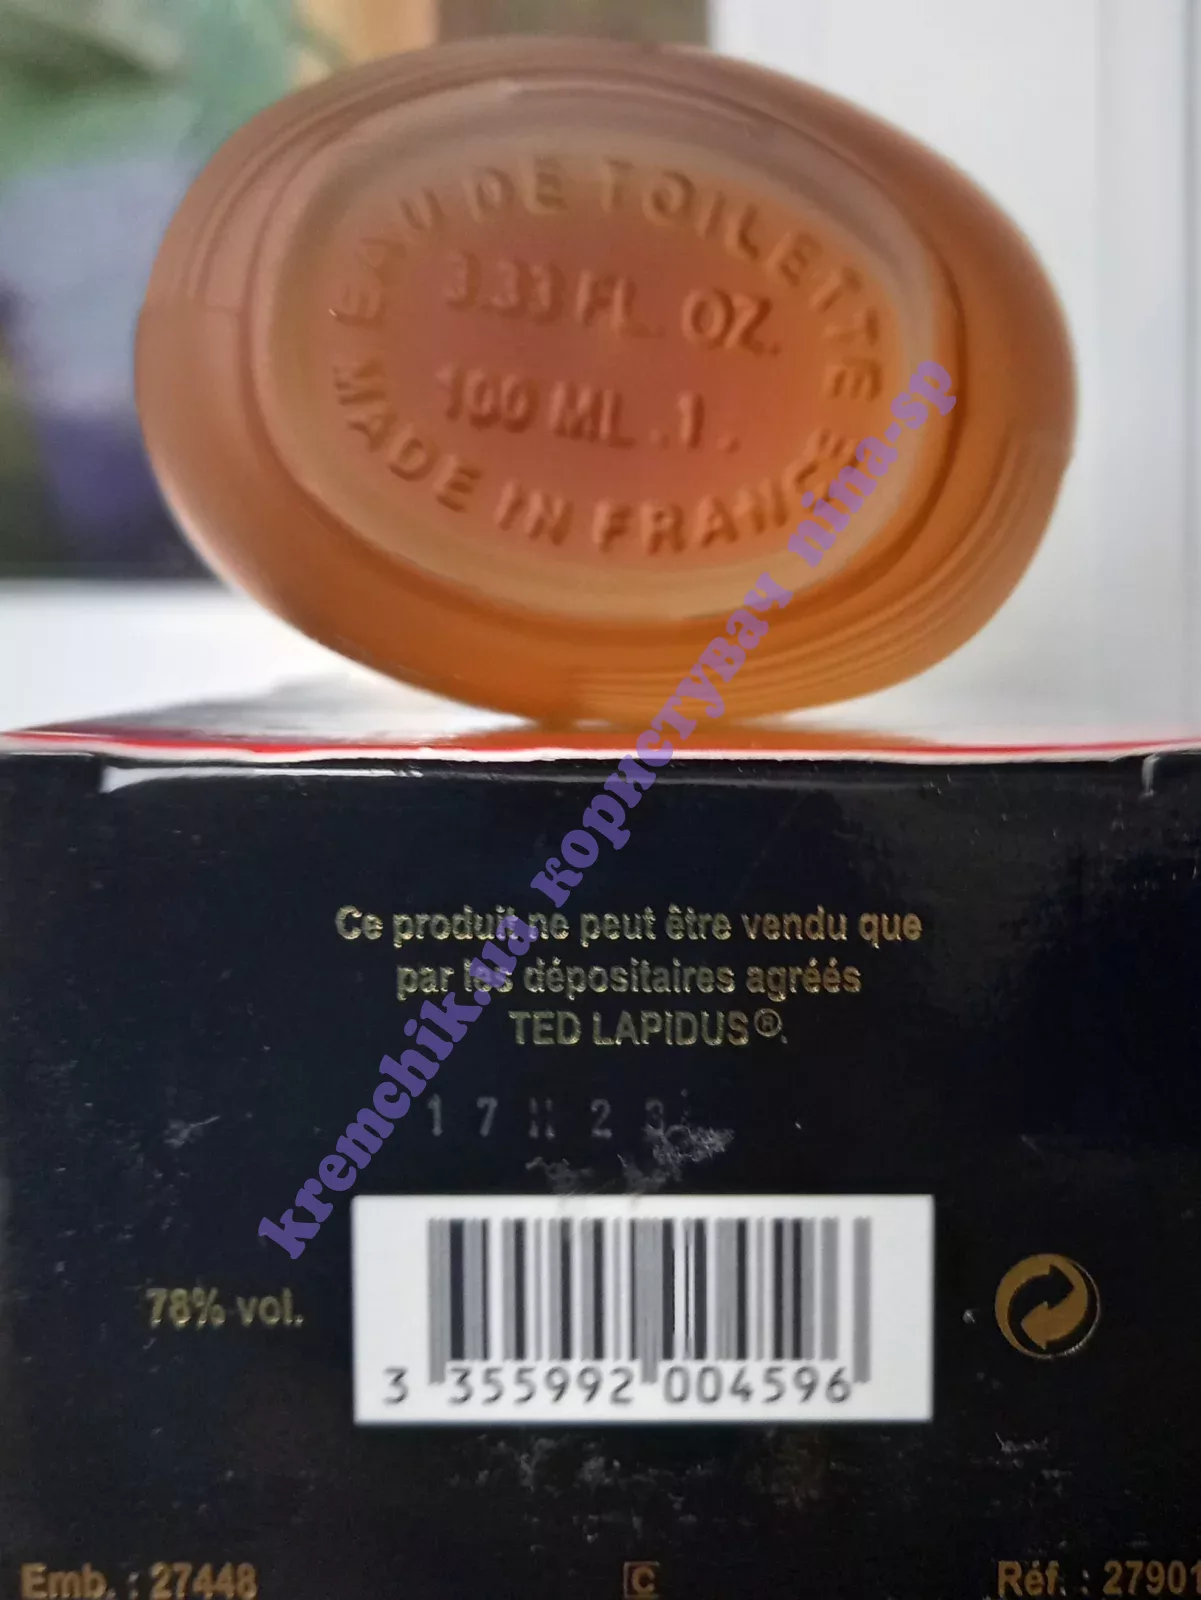 EAU DE TOILETTE
3.33 FL. OZ.
100 ML .1.
MADE IN FRANCE
kremchik.ua користувач nina-sp
Ce produit ne peut être vendu que
par les dépositaires agréés
TED LAPIDUS®.
78% vol.
3 355992 004596
Emb. : 27448
C
Réf. : 27901